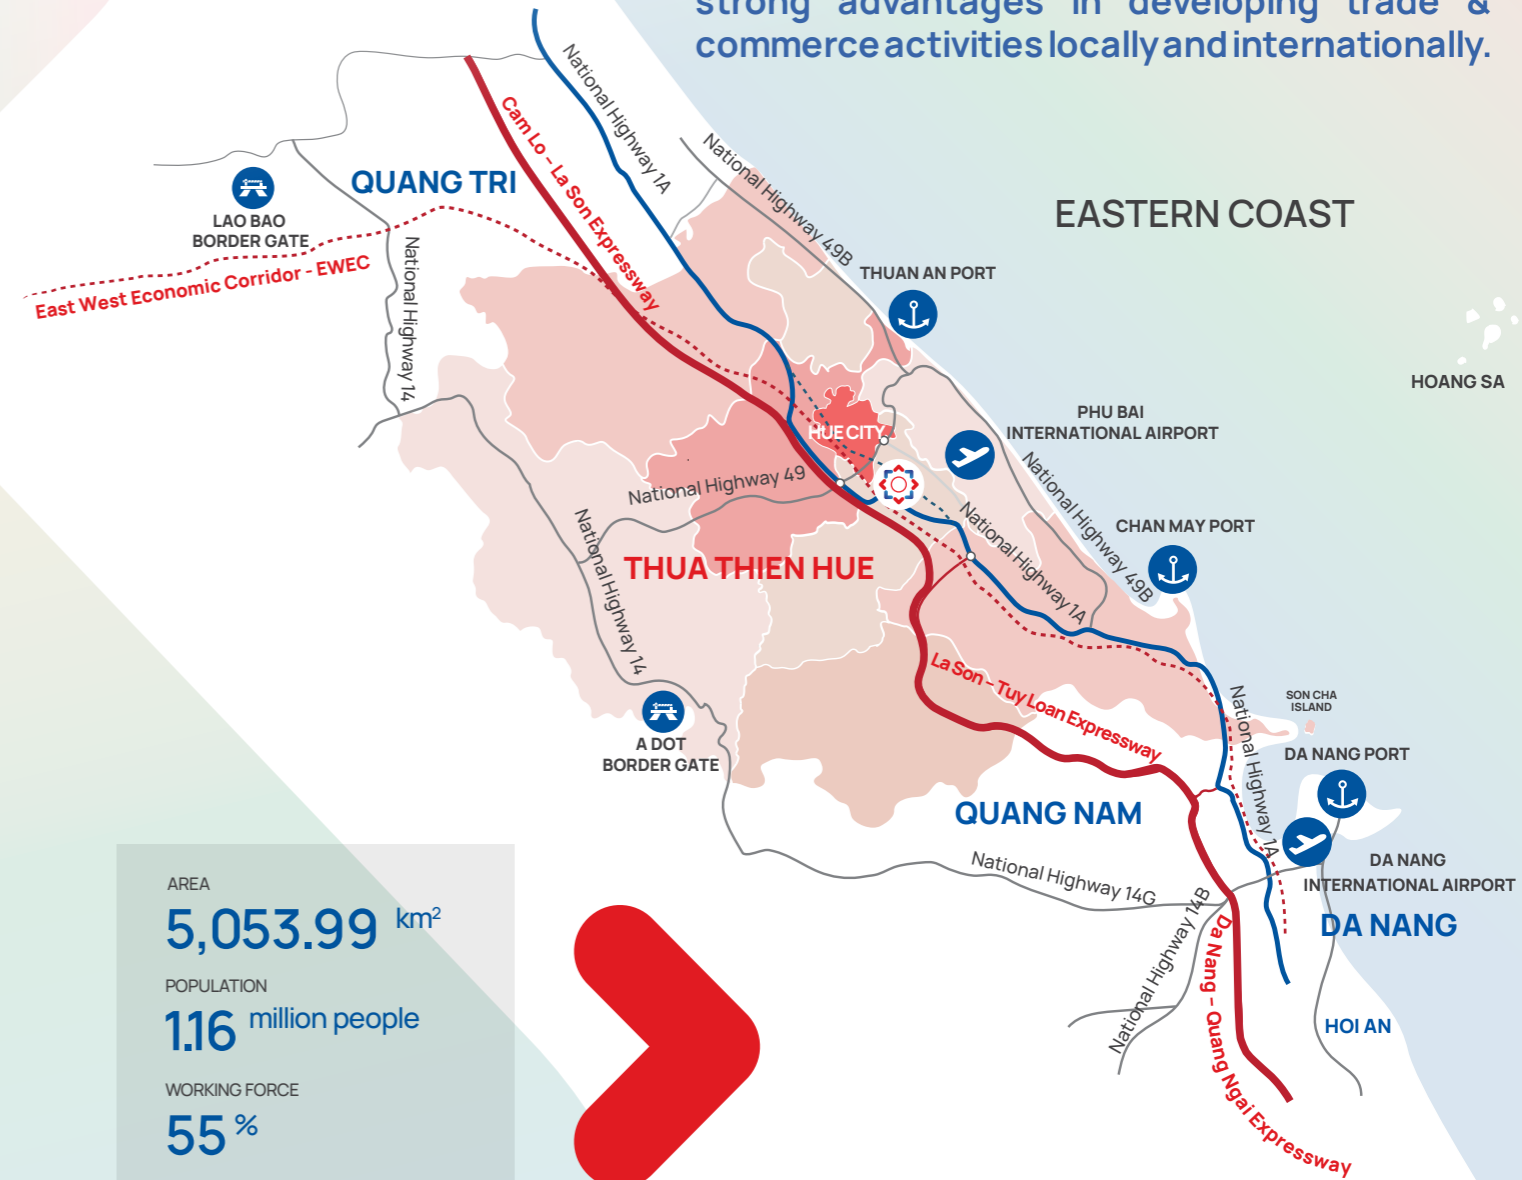 strong advantages in developing trade &
commerce activities locally and internationally.
National Highway 1A
Cam Lo – La Son Expressway
National Highway 49B
QUANG TRI
LAO BAO
BORDER GATE
East West Economic Corridor - EWEC
National Highway 14
EASTERN COAST
THUAN AN PORT
HOANG SA
PHU BAI
INTERNATIONAL AIRPORT
HUE CITY
National Highway 49
National Highway 49B
National Highway 1A
CHAN MAY PORT
National Highway 14
THUA THIEN HUE
La Son – Tuy Loan Expressway
SON CHA
ISLAND
National Highway 1A
A DOT
BORDER GATE
DA NANG PORT
QUANG NAM
National Highway 14G
DA NANG
INTERNATIONAL AIRPORT
DA NANG
National Highway 14B
Da Nang – Quang Ngai Expressway
HOI AN
AREA
5,053.99 km²
POPULATION
1.16 million people
WORKING FORCE
55 %